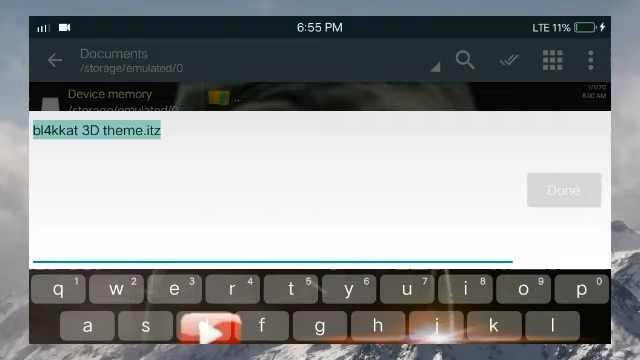 6:55 PM
LTE 11%
Documents
/storage/emulated/0
Device memory
/storage/emulated/0
..
1/1/70
8:00 AM
bl4kkat 3D theme.itz
Done
q 1 w 2 e 3 r 4 t 5 y 6 u 7 i 8 o 9 p 0
a s f g h j k l